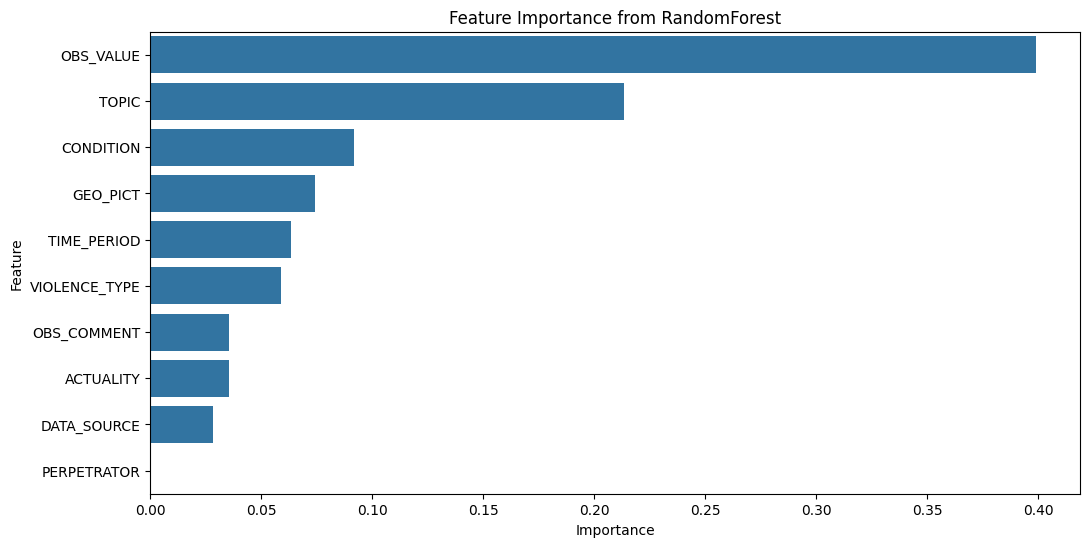 Feature Importance from RandomForest
Feature
OBS_VALUE
TOPIC
CONDITION
GEO_PICT
TIME_PERIOD
VIOLENCE_TYPE
OBS_COMMENT
ACTUALITY
DATA_SOURCE
PERPETRATOR
0.00 0.05 0.10 0.15 0.20 0.25 0.30 0.35 0.40
Importance